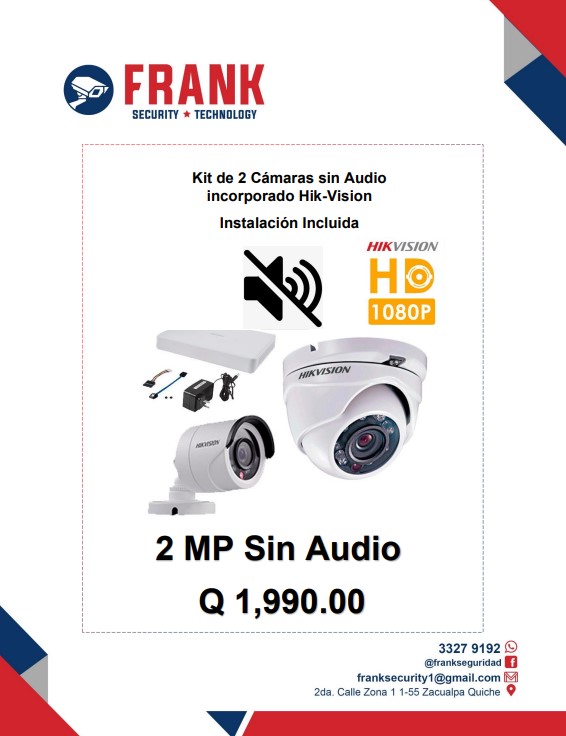 FRANK
SECURITY ★ TECHNOLOGY
Kit de 2 Cámaras sin Audio
incorporado Hik-Vision
Instalación Incluida
HIKVISION
HD
1080P
HIKVISION
HIKVISION
2 MP Sin Audio
Q 1,990.00
3327 9192
@frankseguridad
franksecurity1@gmail.com
2da. Calle Zona 1 1-55 Zacualpa Quiche